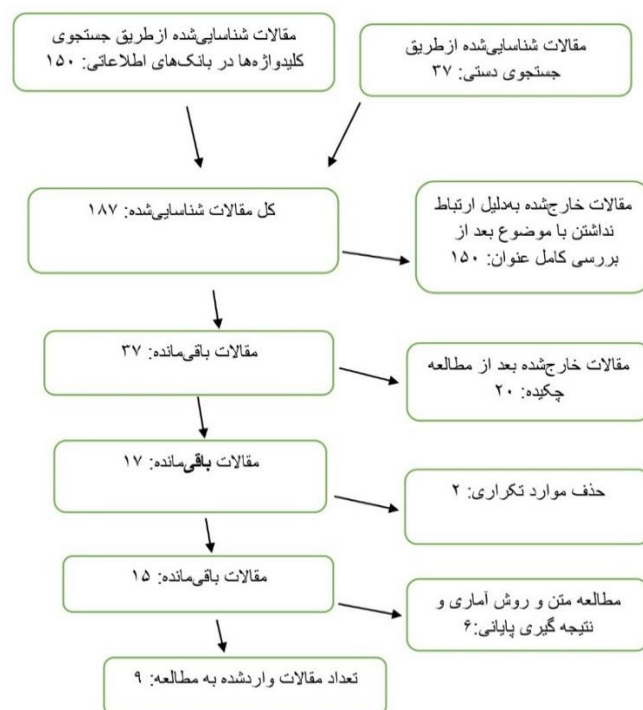 مقالات شناسایی‌شده ازطریق
جستجوی دستی: ۳۷
مقالات شناسایی‌شده ازطریق جستجوی
کلیدواژه‌ها در بانک‌های اطلاعاتی: ۱۵۰
کل مقالات شناسایی‌شده: ۱۸۷
مقالات خارج‌شده به‌دلیل ارتباط
نداشتن با موضوع بعد از
بررسی کامل عنوان: ۱۵۰
مقالات باقی‌مانده: ۳۷
مقالات خارج‌شده بعد از مطالعه
چکیده: ۲۰
مقالات باقی‌مانده: ۱۷
حذف موارد تکراری: ۲
مقالات باقی‌مانده: ۱۵
مطالعه متن و روش آماری و
نتیجه گیری پایانی:۶
تعداد مقالات واردشده به مطالعه: ۹